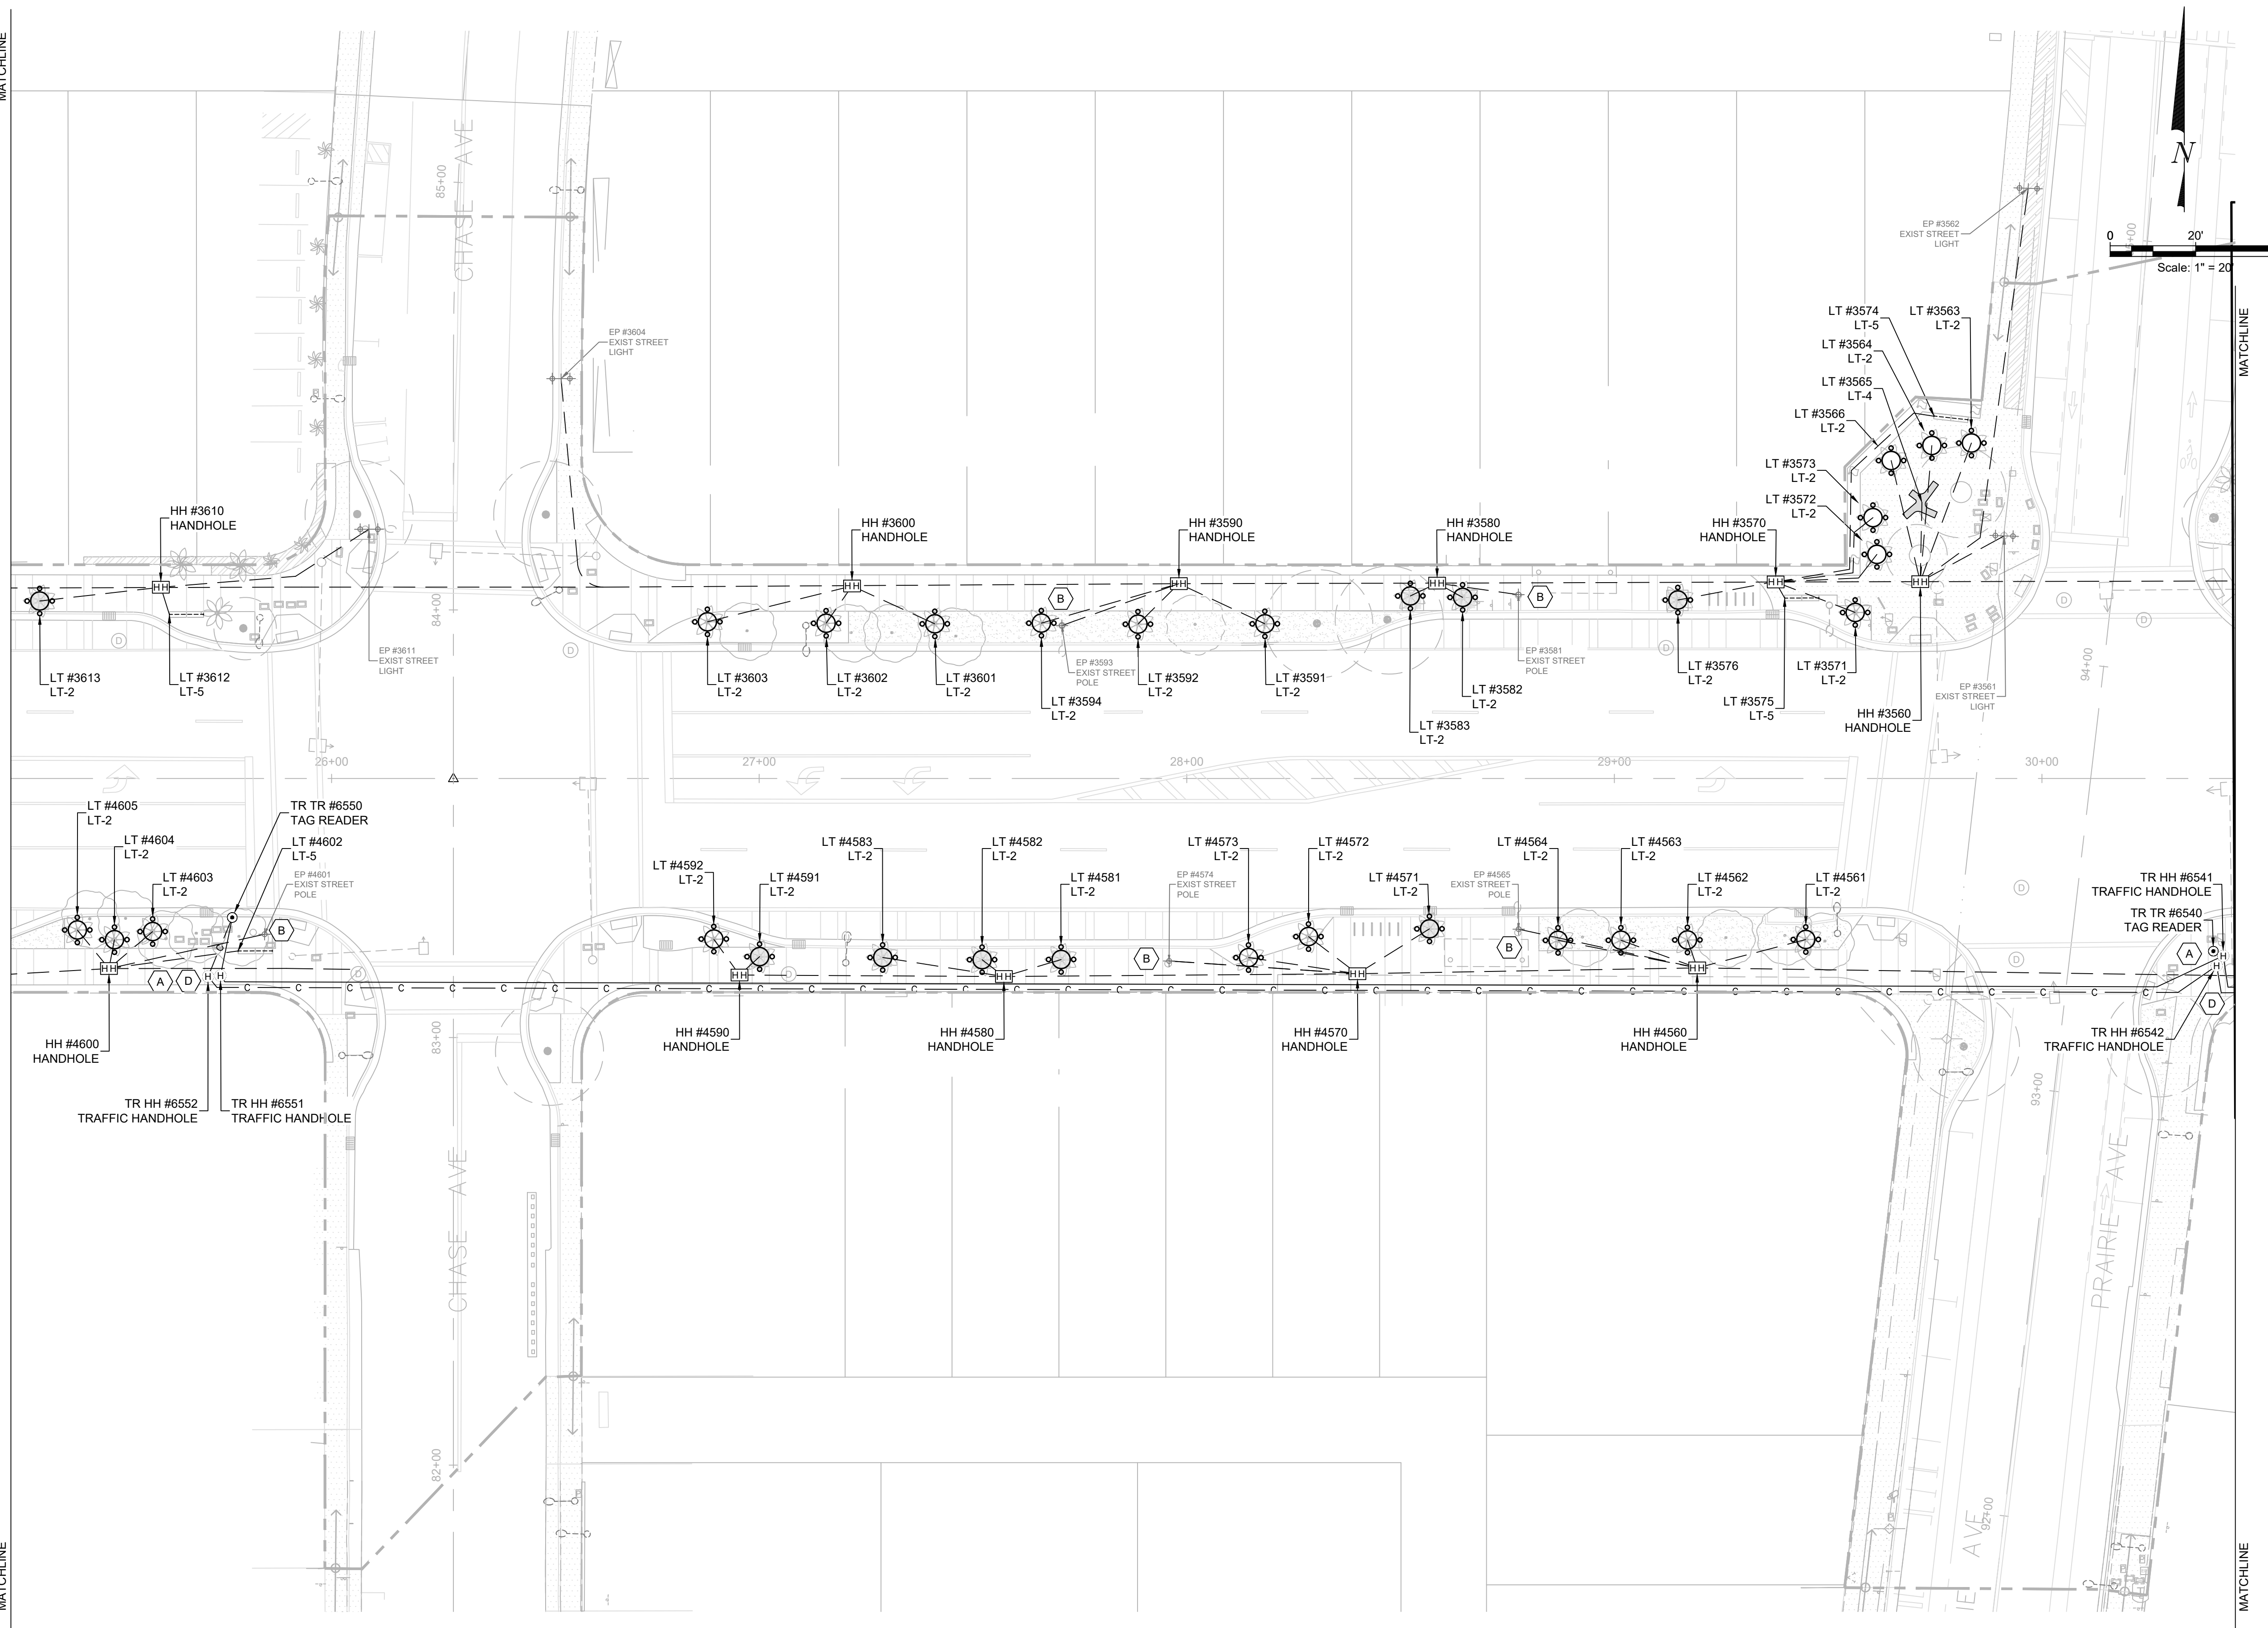 MATCHLINE
N
0
20'
Scale: 1" = 20'
MATCHLINE
CHASE AVE
85+00
84+00
95+00
EP #3562
EXIST STREET
LIGHT
EP #3604
EXIST STREET
LIGHT
LT #3574
LT-5
LT #3563
LT-2
LT #3564
LT-2
LT #3565
LT-4
LT #3566
LT-2
LT #3573
LT-2
LT #3572
LT-2
HH #3610
HANDHOLE
HH #3600
HANDHOLE
HH #3590
HANDHOLE
HH #3580
HANDHOLE
HH #3570
HANDHOLE
HH
HH
HH
HH
HH
HH
B
B
D
D
D
D
D
94+00
LT #3613
LT-2
LT #3612
LT-5
EP #3611
EXIST STREET
LIGHT
LT #3603
LT-2
LT #3602
LT-2
LT #3601
LT-2
LT #3594
LT-2
EP #3593
EXIST STREET
POLE
LT #3592
LT-2
LT #3591
LT-2
LT #3583
LT-2
LT #3582
LT-2
EP #3581
EXIST STREET
POLE
LT #3576
LT-2
LT #3575
LT-5
LT #3571
LT-2
HH #3560
HANDHOLE
EP #3561
EXIST STREET
LIGHT
26+00
27+00
28+00
29+00
30+00
LT #4605
LT-2
LT #4604
LT-2
LT #4603
LT-2
TR TR #6550
TAG READER
LT #4602
LT-5
EP #4601
EXIST STREET
POLE
LT #4592
LT-2
LT #4591
LT-2
LT #4583
LT-2
LT #4582
LT-2
LT #4581
LT-2
EP #4574
EXIST STREET
POLE
LT #4573
LT-2
LT #4572
LT-2
LT #4571
LT-2
EP #4565
EXIST STREET
POLE
LT #4564
LT-2
LT #4563
LT-2
LT #4562
LT-2
LT #4561
LT-2
D
TR HH #6541
TRAFFIC HANDHOLE
TR TR #6540
TAG READER
B
B
B
A
HH
A
D
H
H
D
HH
D
HH
HH
HH
D
H
H
D
C C C C C C C C C C C C C C C C C C C C C C C C C C C C C C C C C C C C C C
HH #4600
HANDHOLE
HH #4590
HANDHOLE
HH #4580
HANDHOLE
HH #4570
HANDHOLE
HH #4560
HANDHOLE
TR HH #6542
TRAFFIC HANDHOLE
TR HH #6552
TRAFFIC HANDHOLE
TR HH #6551
TRAFFIC HANDHOLE
83+00
93+00
CHASE AVE
PRAIRIE AVE
82+00
92+00
IE AVE
MATCHLINE
MATCHLINE